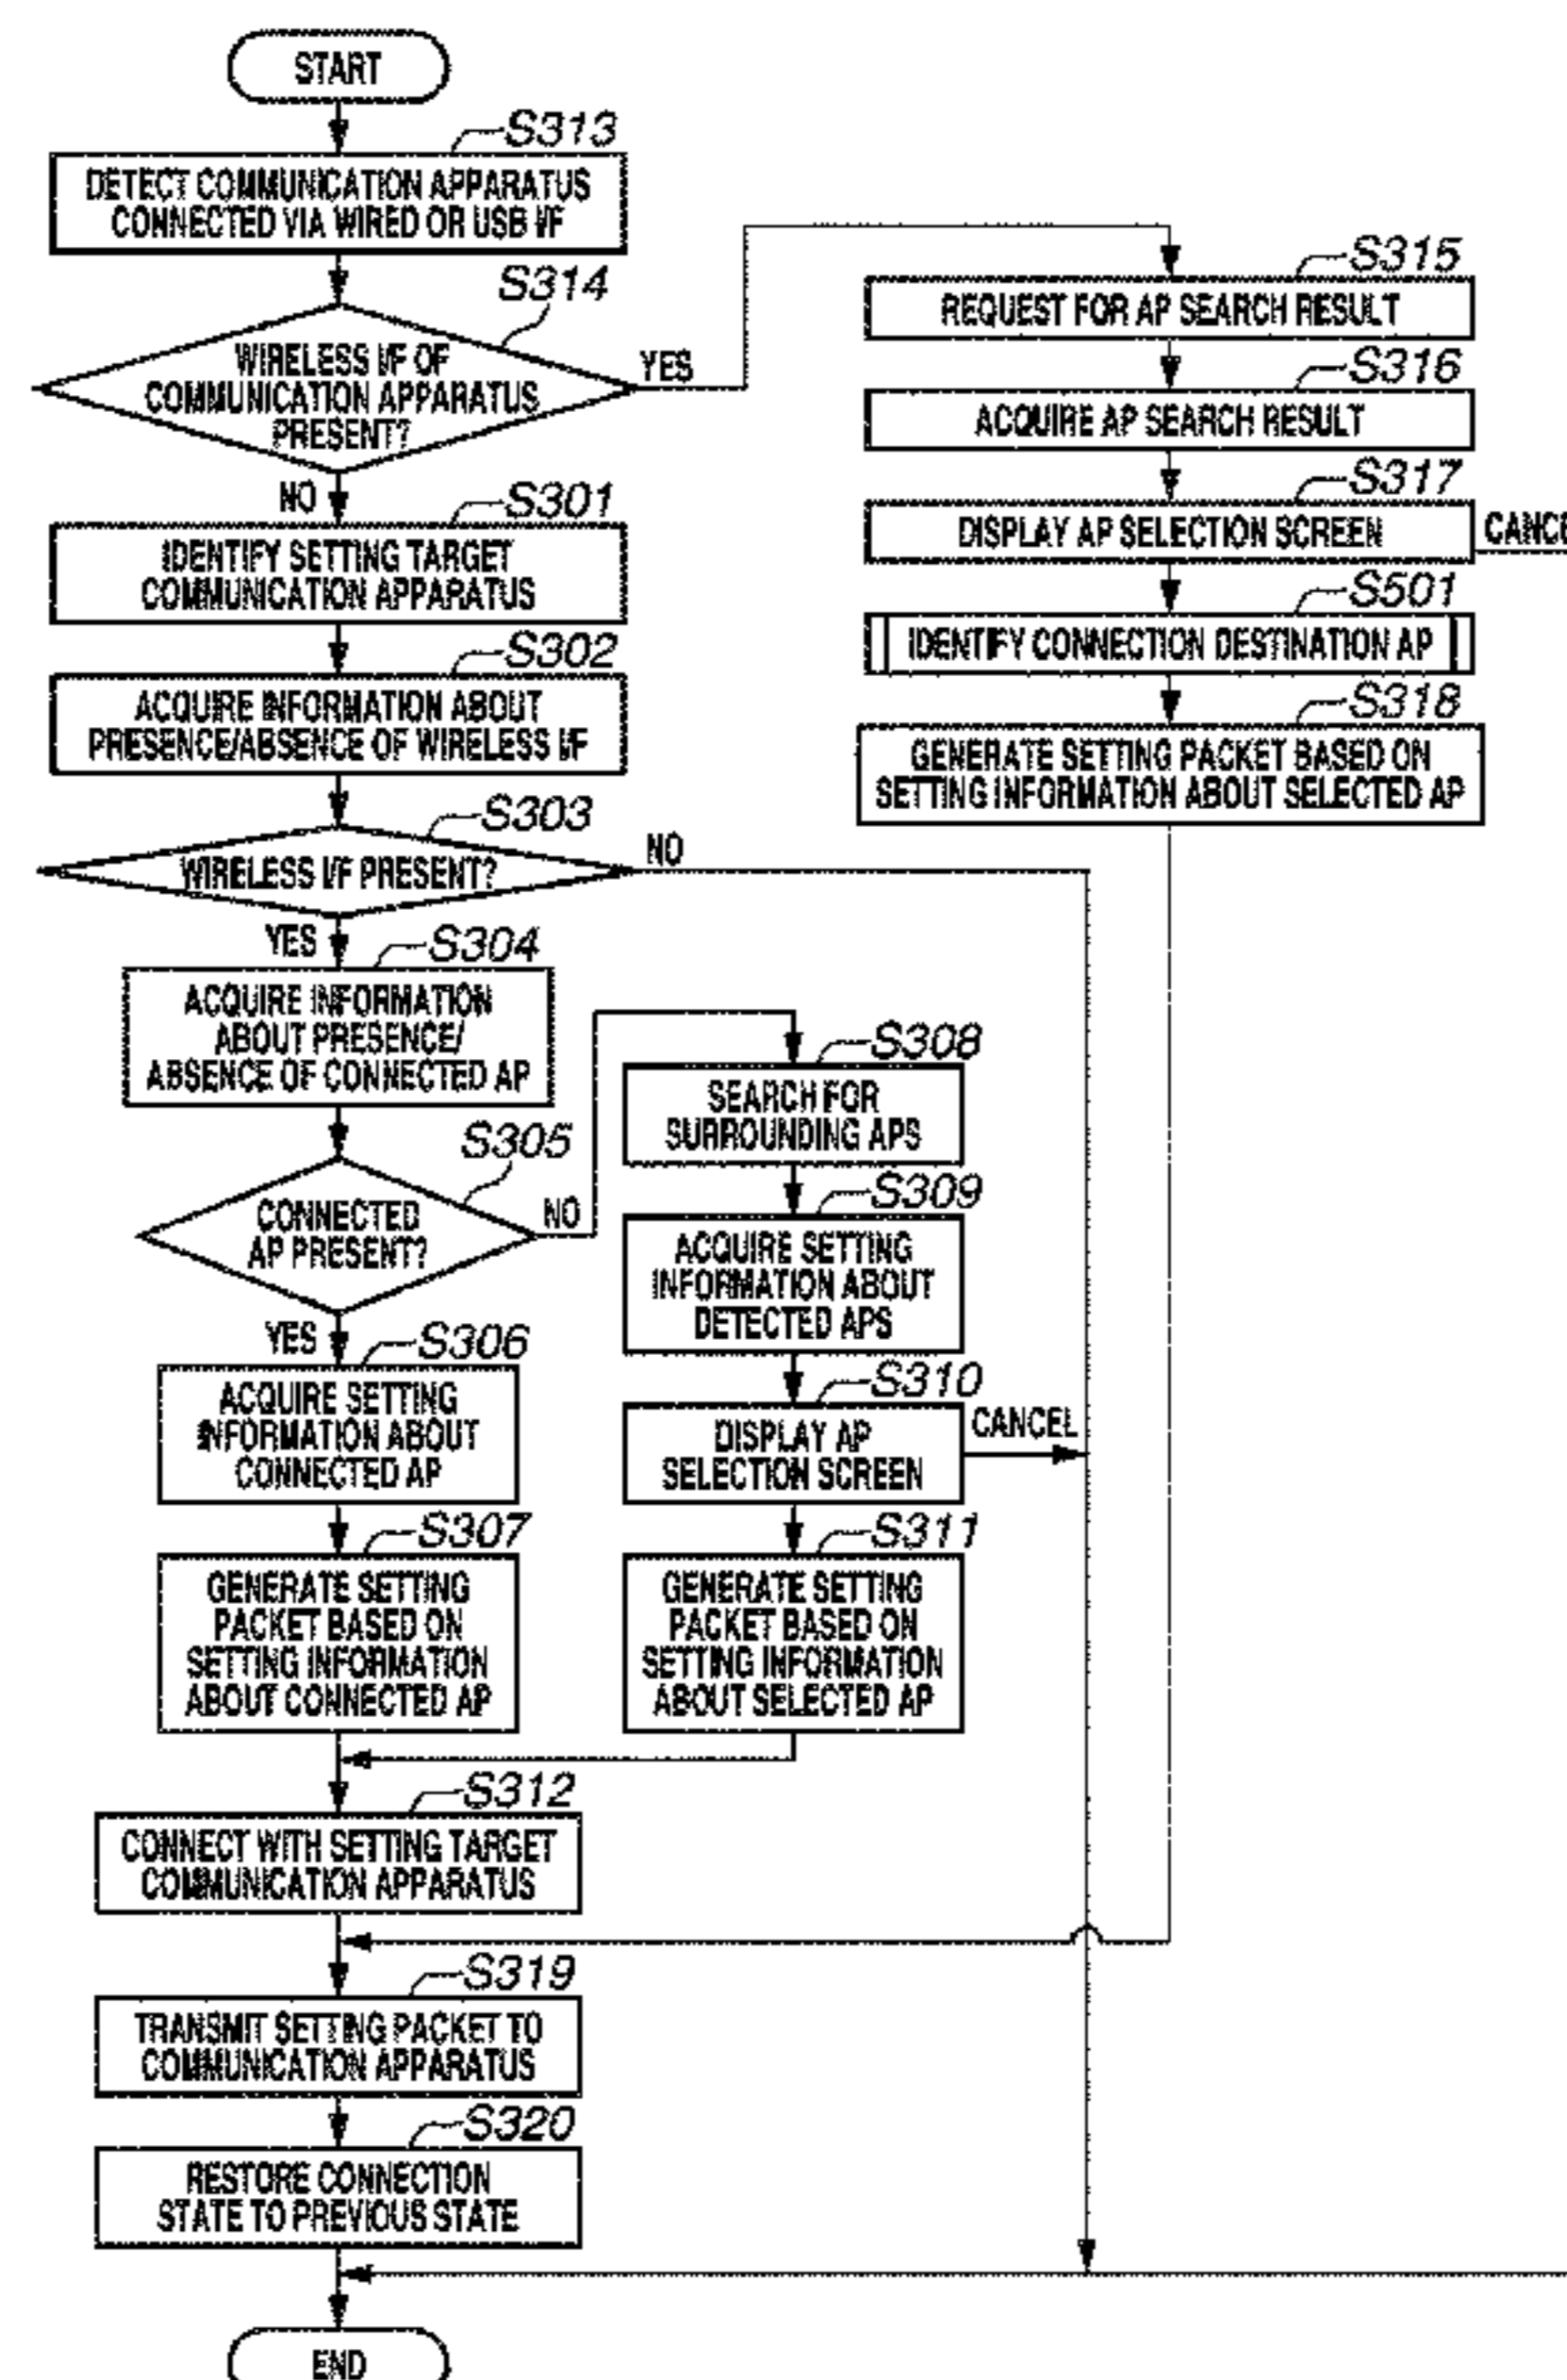 START
S313
DETECT COMMUNICATION APPARATUS
CONNECTED VIA WIRED OR USB I/F
S314
WIRELESS I/F OF
COMMUNICATION APPARATUS
PRESENT?
YES
NO
S301
IDENTIFY SETTING TARGET
COMMUNICATION APPARATUS
S302
ACQUIRE INFORMATION ABOUT
PRESENCE/ABSENCE OF WIRELESS I/F
S303
WIRELESS I/F PRESENT?
NO
YES
S304
ACQUIRE INFORMATION
ABOUT PRESENCE/
ABSENCE OF CONNECTED AP
S305
CONNECTED
AP PRESENT?
NO
YES
S306
ACQUIRE SETTING
INFORMATION ABOUT
CONNECTED AP
S307
GENERATE SETTING
PACKET BASED ON
SETTING INFORMATION
ABOUT CONNECTED AP
S308
SEARCH FOR
SURROUNDING APS
S309
ACQUIRE SETTING
INFORMATION ABOUT
DETECTED APS
S310
DISPLAY AP
SELECTION SCREEN
CANCEL
S311
GENERATE SETTING
PACKET BASED ON
SETTING INFORMATION
ABOUT SELECTED AP
S312
CONNECT WITH SETTING TARGET
COMMUNICATION APPARATUS
S315
REQUEST FOR AP SEARCH RESULT
S316
ACQUIRE AP SEARCH RESULT
S317
DISPLAY AP SELECTION SCREEN
CANCE
S501
IDENTIFY CONNECTION DESTINATION AP
S318
GENERATE SETTING PACKET BASED ON
SETTING INFORMATION ABOUT SELECTED AP
S319
TRANSMIT SETTING PACKET TO
COMMUNICATION APPARATUS
S320
RESTORE CONNECTION
STATE TO PREVIOUS STATE
END